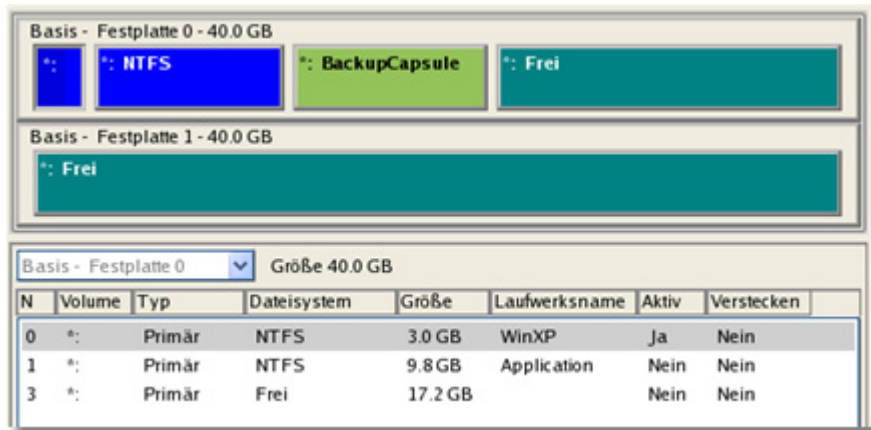 Basis - Festplatte 0 - 40.0 GB
*: *: NTFS *: BackupCapsule *: Frei
Basis - Festplatte 1 - 40.0 GB
*: Frei
Basis - Festplatte 0 Größe 40.0 GB
N Volume Typ Dateisystem Größe Laufwerksname Aktiv Verstecken
0 *: Primär NTFS 3.0 GB WinXP Ja Nein
1 *: Primär NTFS 9.8 GB Application Nein Nein
3 *: Primär Frei 17.2 GB Nein Nein